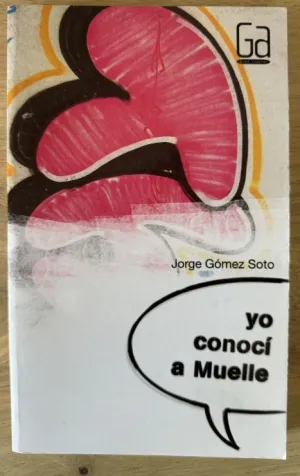 Ga
Jorge Gómez Soto
yo
conocí
a Muelle